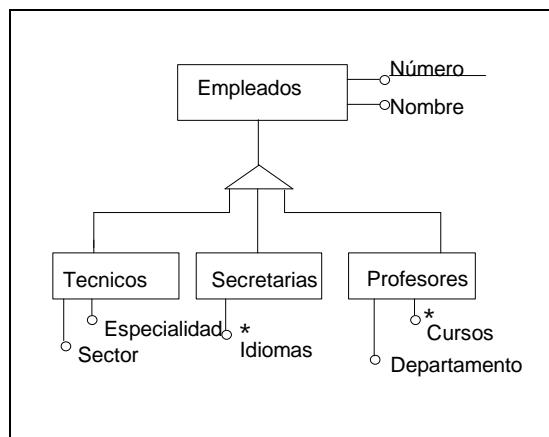 Número
Empleados
Nombre
Tecnicos
Secretarias
Profesores
Especialidad
*
Idiomas
*
Cursos
Sector
Departamento